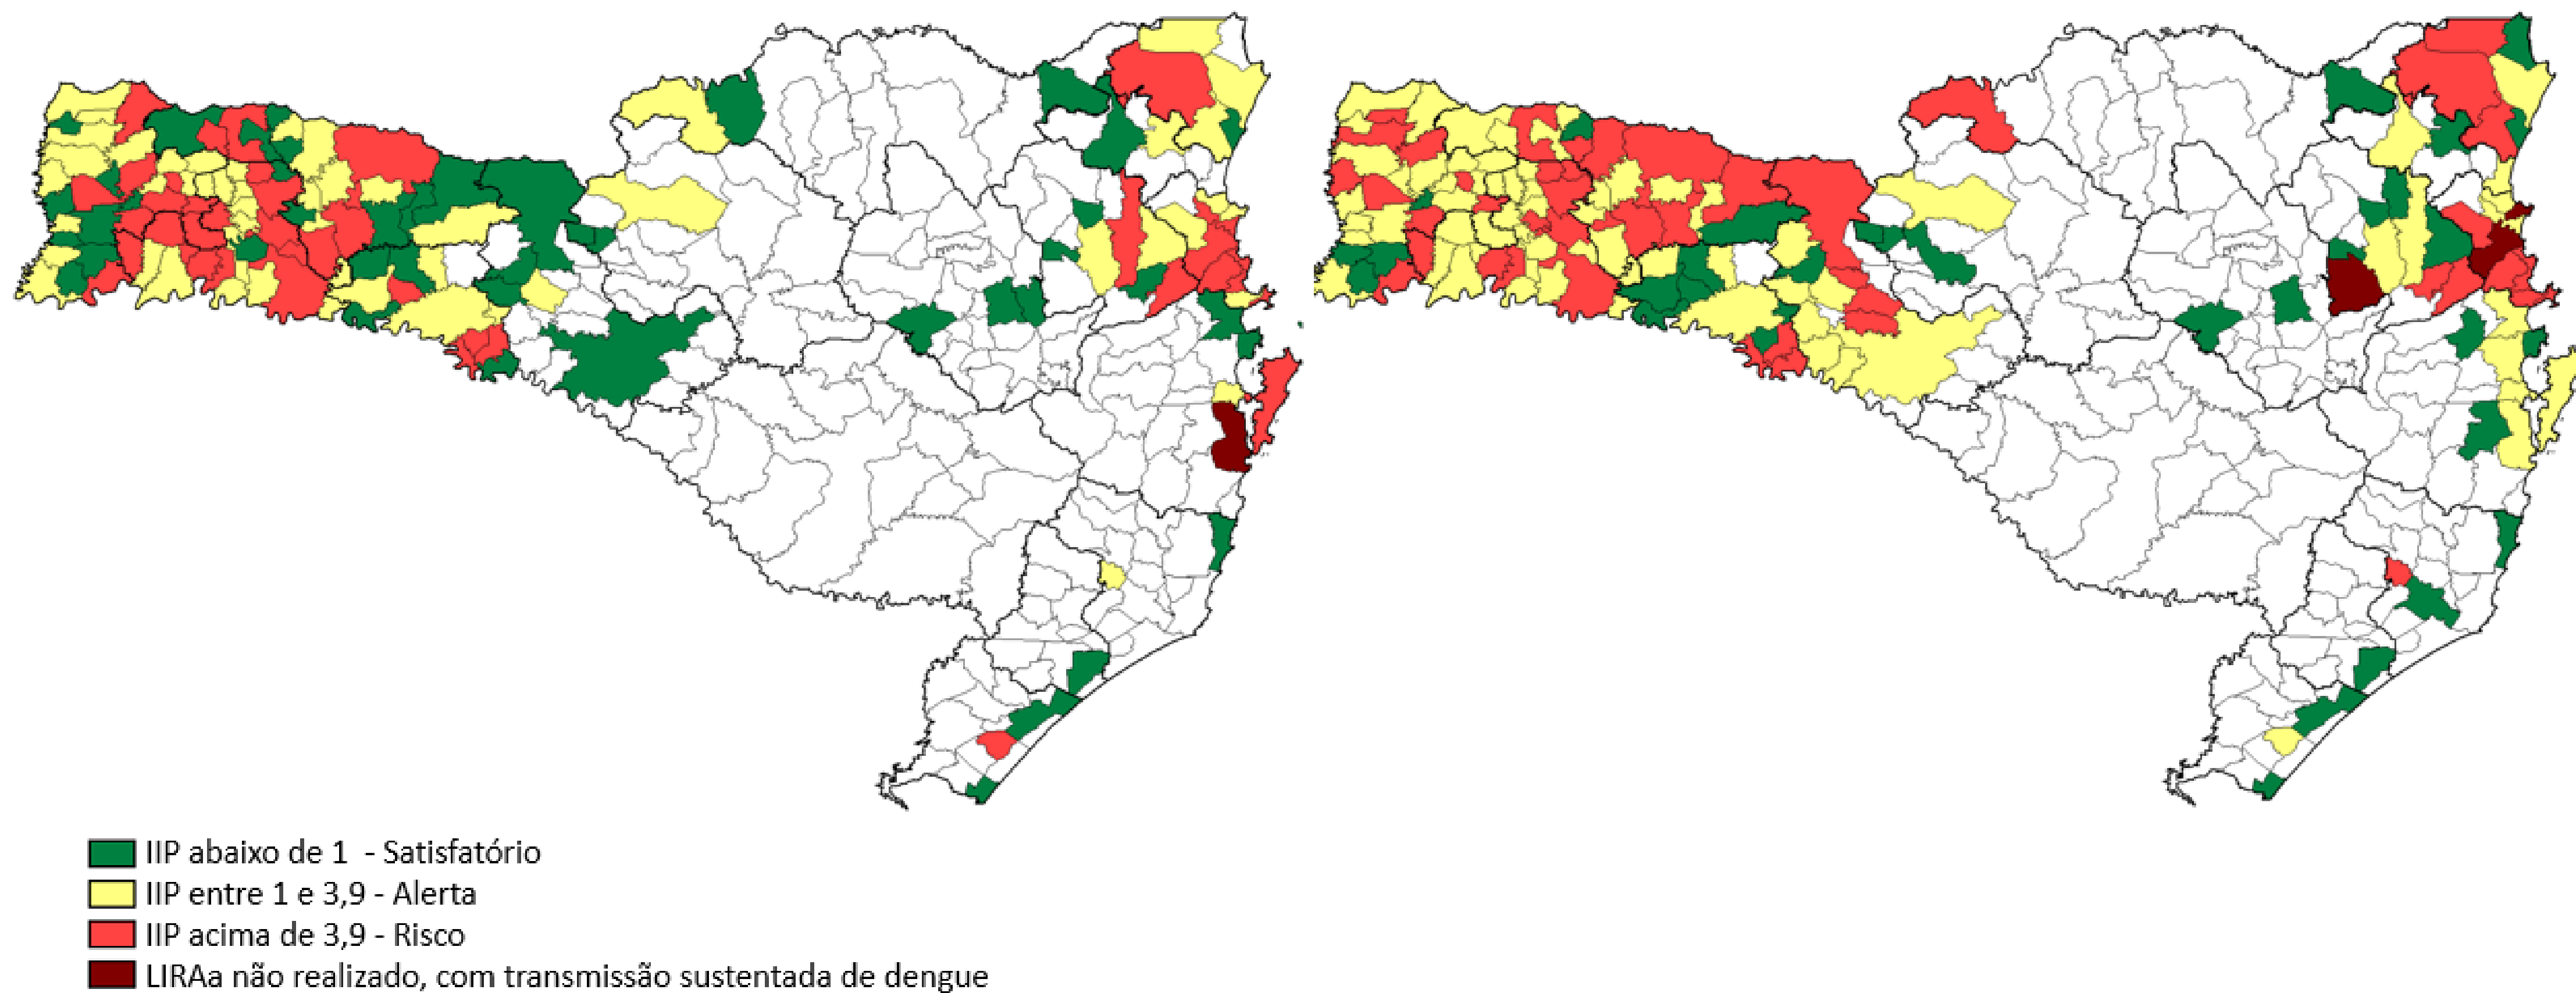 IIP abaixo de 1 - Satisfatório
IIP entre 1 e 3,9 - Alerta
IIP acima de 3,9 - Risco
LIRAa não realizado, com transmissão sustentada de dengue